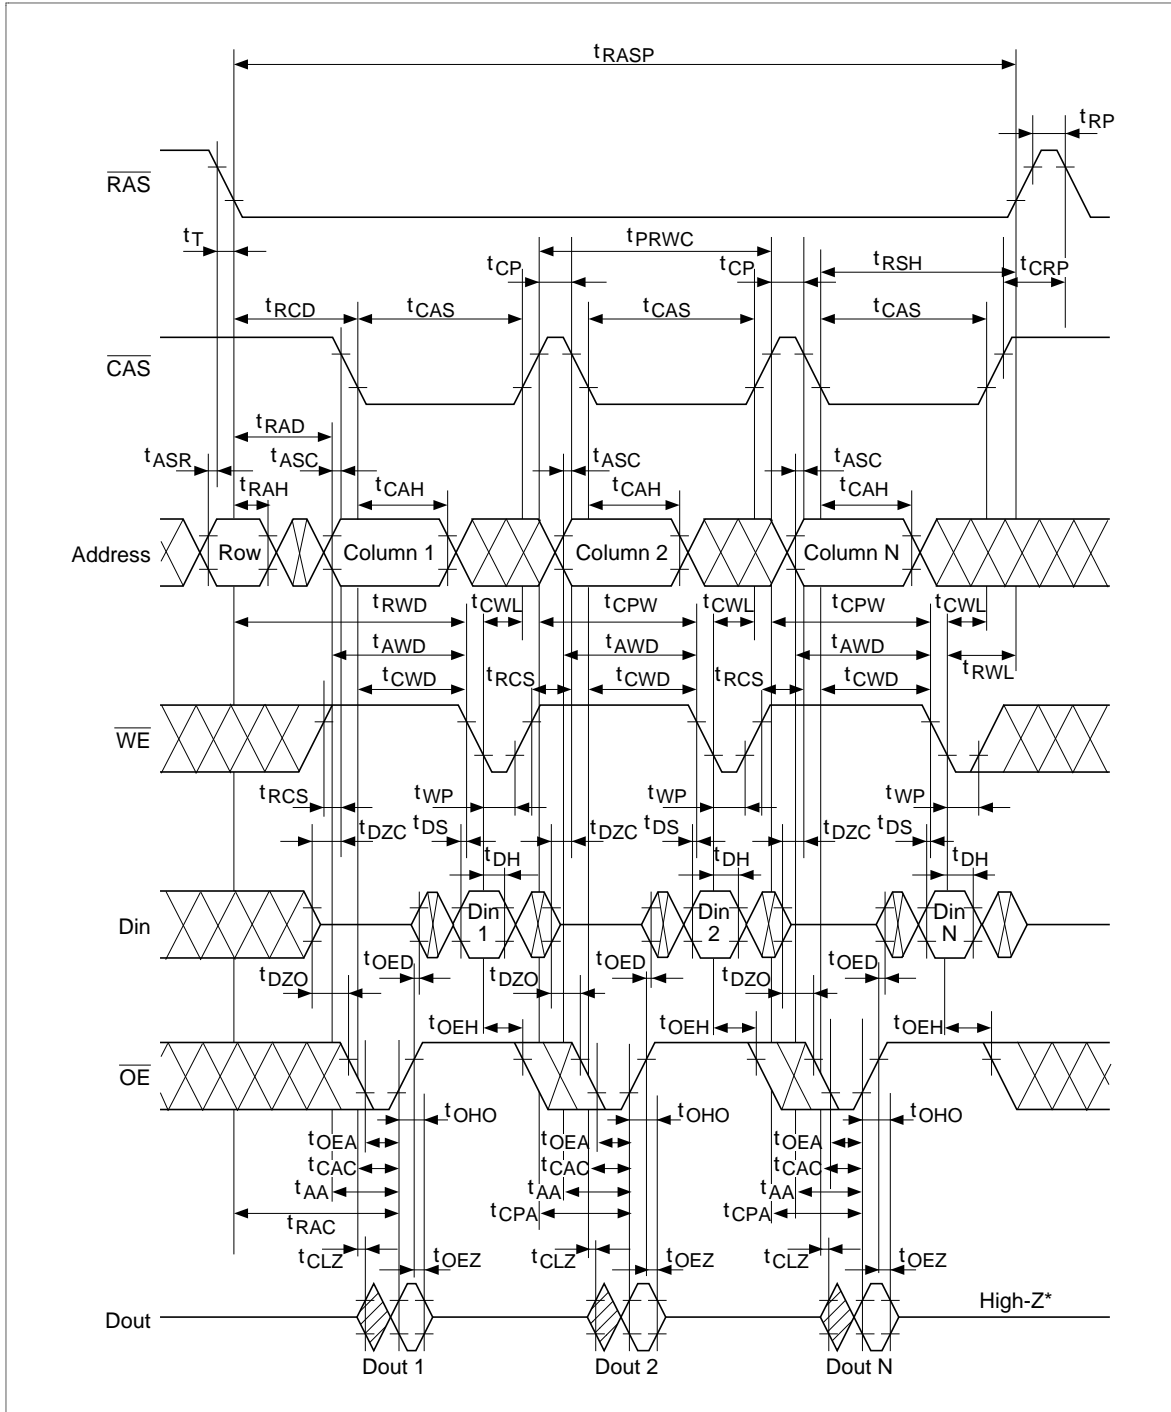 tRASP
tRP
RAS
tT tPRWC
tCP tCP tRSH tCRP
tRCD tCAS tCAS tCAS
CAS
tRAD
tASR tASC tASC tASC
tRAH tCAH tCAH tCAH
Address Row Column 1 Column 2 Column N
tRWD tCWL tCPW tCWL tCPW tCWL
tAWD tAWD tAWD
tCWD tRCS tCWD tRCS tCWD tRWL
WE
tRCS tWP tWP tWP
tDZC tDS tDZC tDS tDZC tDS
tDH tDH tDH
Din Din 1 Din 2 Din N
tDZO tOED tDZO tOED tDZO tOED
tOEH tOEH tOEH
OE
tOHO tOHO tOHO
tOEA tOEA tOEA
tCAC tCAC tCAC
tAA tAA tAA
tRAC tCPA tCPA
tCLZ tOEZ tCLZ tOEZ tCLZ tOEZ
High-Z*
Dout
Dout 1 Dout 2 Dout N